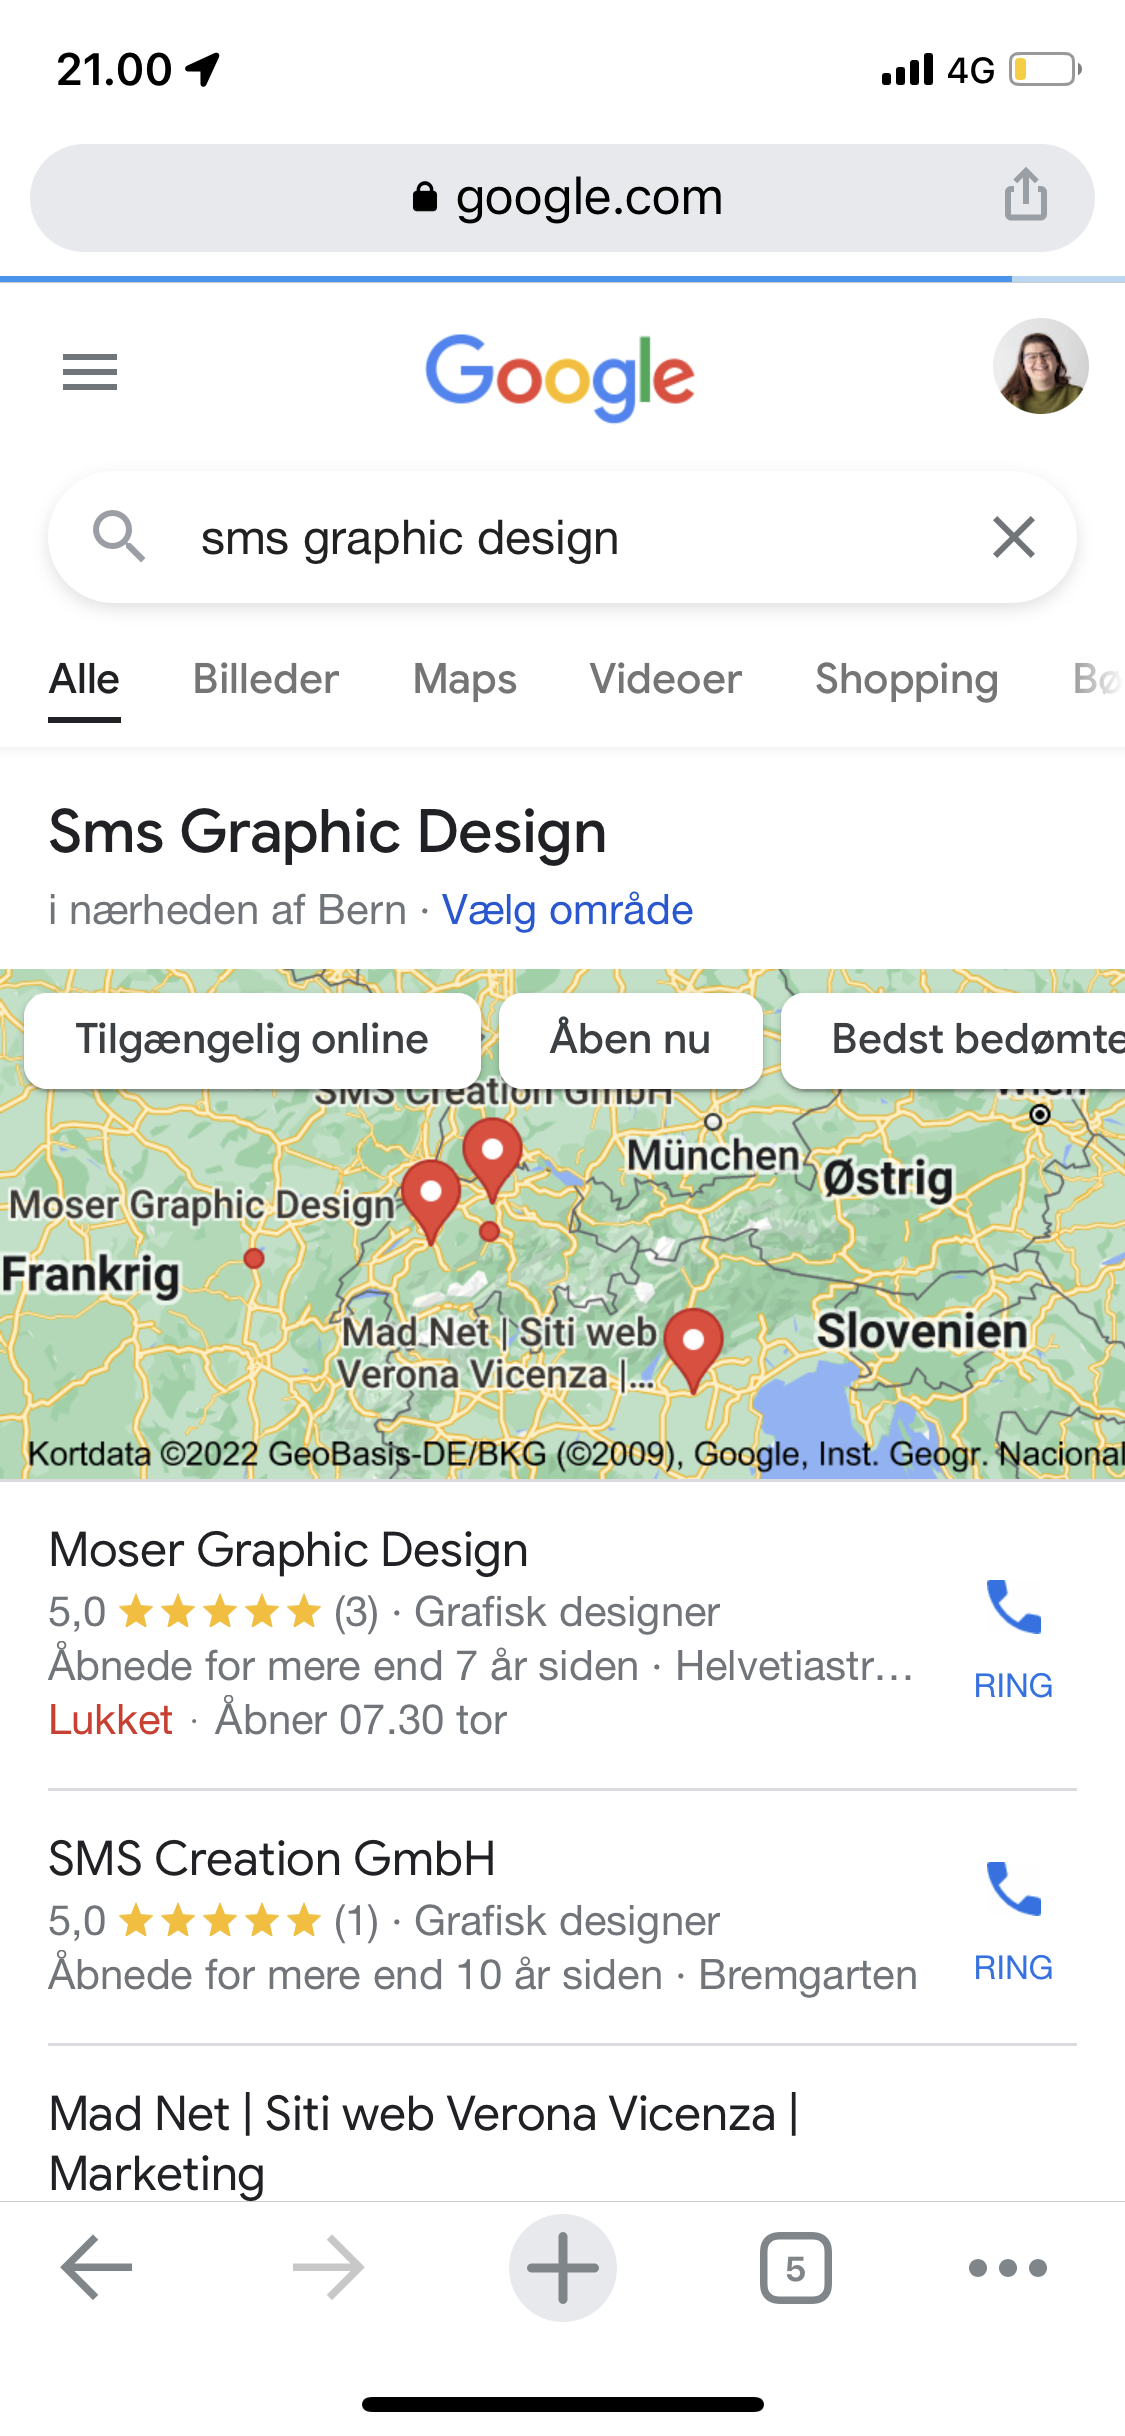 21.00
4G
google.com
Google
sms graphic design
Alle Billeder Maps Videoer Shopping
Sms Graphic Design
i nærheden af Bern · Vælg område
Tilgængelig online Åben nu Bedst bedømte
SMS Creation GmbH
Wien
München
Østrig
Moser Graphic Design
Frankrig
Mad Net | Siti web
Verona Vicenza |...
Slovenien
Kortdata ©2022 GeoBasis-DE/BKG (©2009), Google, Inst. Geogr. Nacional
Moser Graphic Design
5,0 (3) · Grafisk designer
Åbnede for mere end 7 år siden · Helvetiastr...
Lukket · Åbner 07.30 tor
RING
SMS Creation GmbH
5,0 (1) · Grafisk designer
Åbnede for mere end 10 år siden · Bremgarten
RING
Mad Net | Siti web Verona Vicenza |
Marketing
5